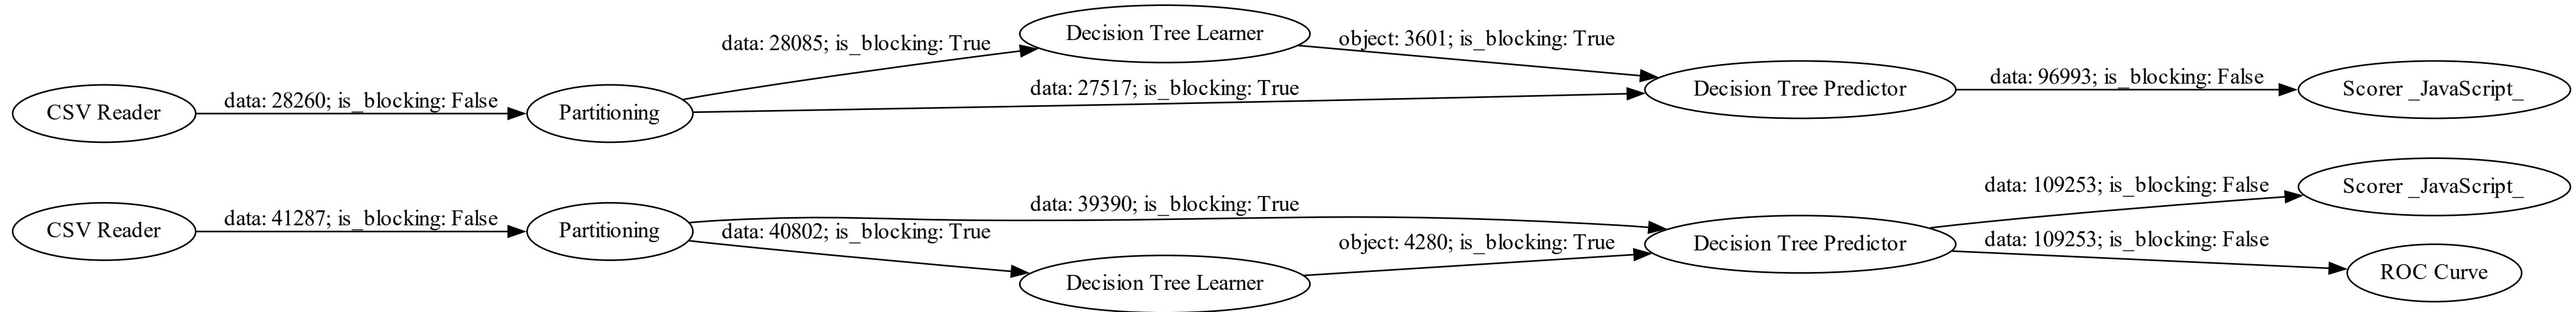 CSV Reader
data: 28260; is_blocking: False
Partitioning
data: 28085; is_blocking: True
Decision Tree Learner
object: 3601; is_blocking: True
data: 27517; is_blocking: True
Decision Tree Predictor
data: 96993; is_blocking: False
Scorer _JavaScript_
CSV Reader
data: 41287; is_blocking: False
Partitioning
data: 39390; is_blocking: True
data: 40802; is_blocking: True
Decision Tree Learner
object: 4280; is_blocking: True
Decision Tree Predictor
data: 109253; is_blocking: False
Scorer _JavaScript_
data: 109253; is_blocking: False
ROC Curve